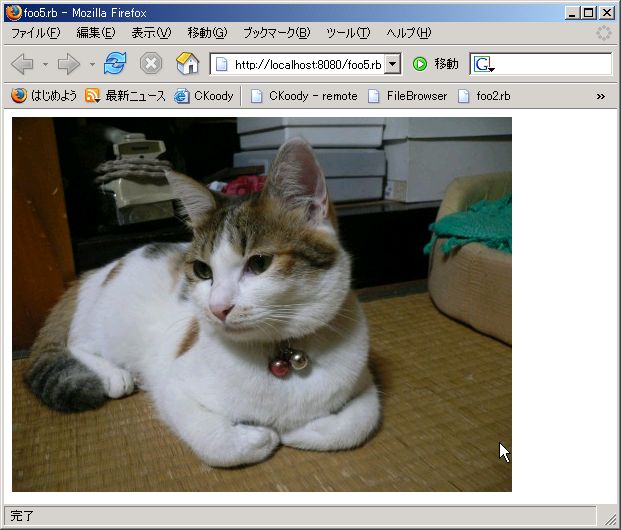 foo5.rb - Mozilla Firefox
ファイル(F) 編集(E) 表示(V) 移動(G) ブックマーク(B) ツール(T) ヘルプ(H)
http://localhost:8080/foo5.rb 移動 G
はじめよう 最新ニュース CKoody CKoody - remote FileBrowser foo2.rb »
完了